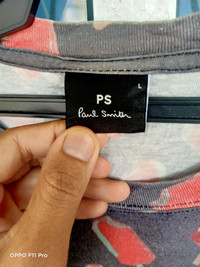 L
PS
Paul Smith
OPPO F11 Pro